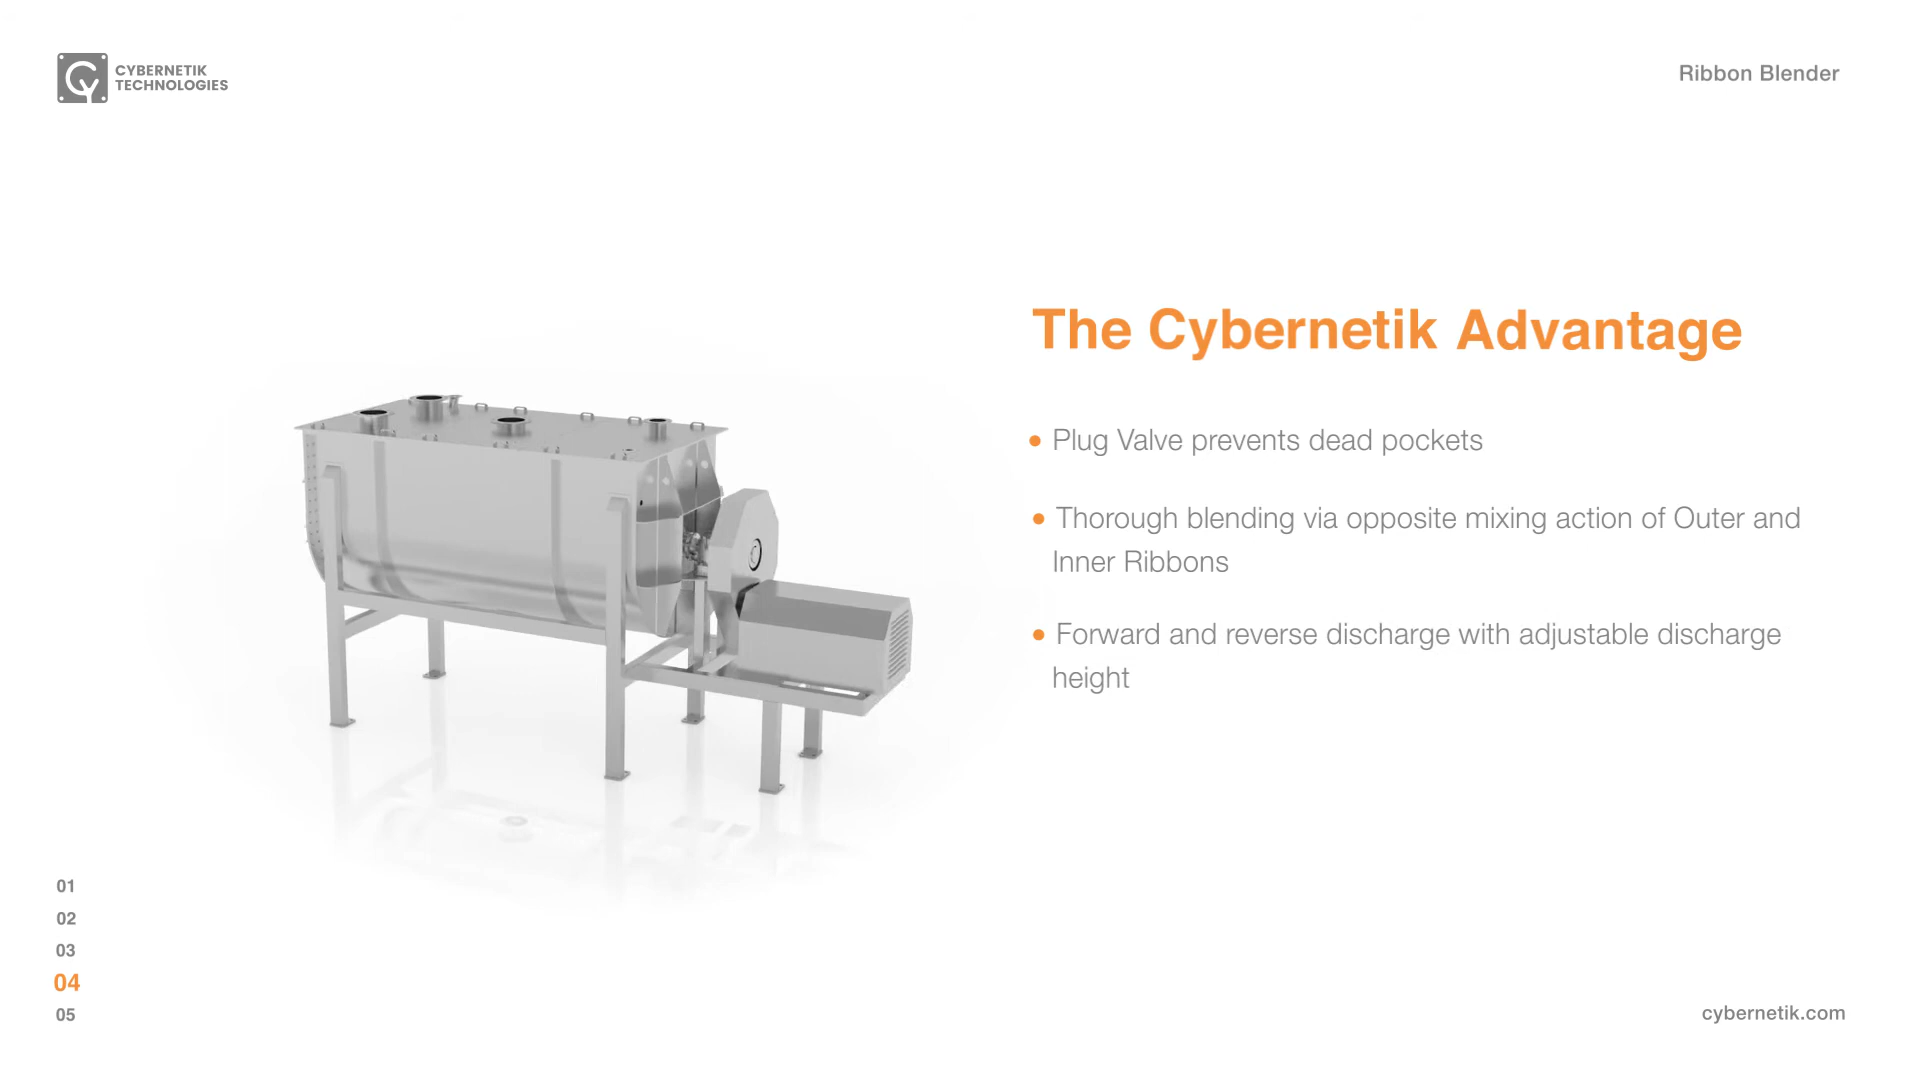 CYBERNETIK
TECHNOLOGIES
Ribbon Blender
The Cybernetik Advantage
• Plug Valve prevents dead pockets
• Thorough blending via opposite mixing action of Outer and
Inner Ribbons
• Forward and reverse discharge with adjustable discharge
height
01
02
03
04
05
cybernetik.com